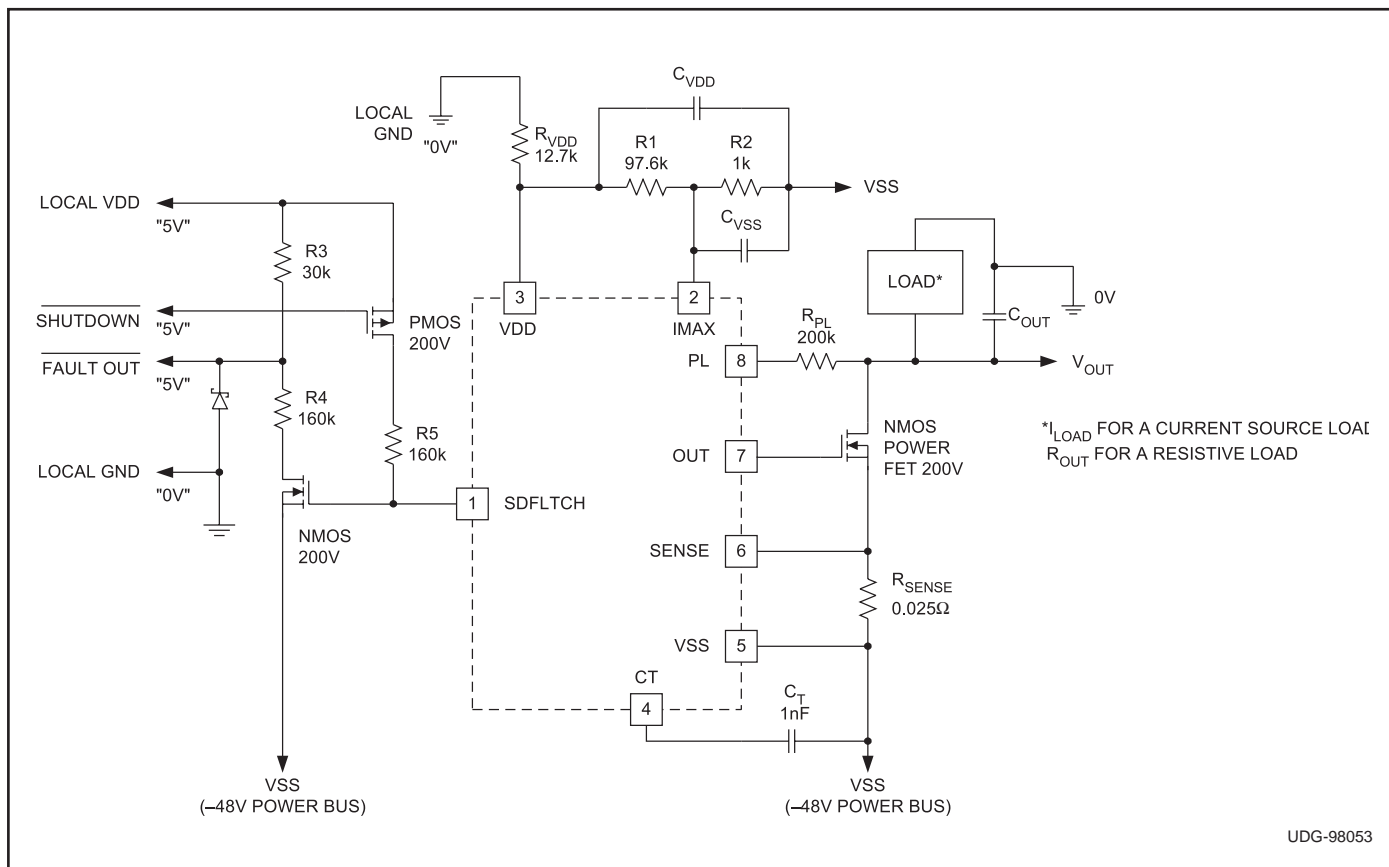 C_VDD
LOCAL
GND
"0V"
R_VDD
12.7k
R1
97.6k
R2
1k
VSS
C_VSS
LOCAL VDD
"5V"
R3
30k
SHUTDOWN
"5V"
PMOS
200V
FAULT OUT
"5V"
R4
160k
R5
160k
LOCAL GND
"0V"
NMOS
200V
VSS
(–48V POWER BUS)
3
VDD
2
IMAX
8
PL
7
OUT
6
SENSE
5
VSS
4
CT
1
SDFLTCH
R_PL
200k
LOAD*
C_OUT
0V
V_OUT
NMOS
POWER
FET 200V
*I_LOAD FOR A CURRENT SOURCE LOAD
R_OUT FOR A RESISTIVE LOAD
R_SENSE
0.025Ω
C_T
1nF
VSS
(–48V POWER BUS)
UDG-98053